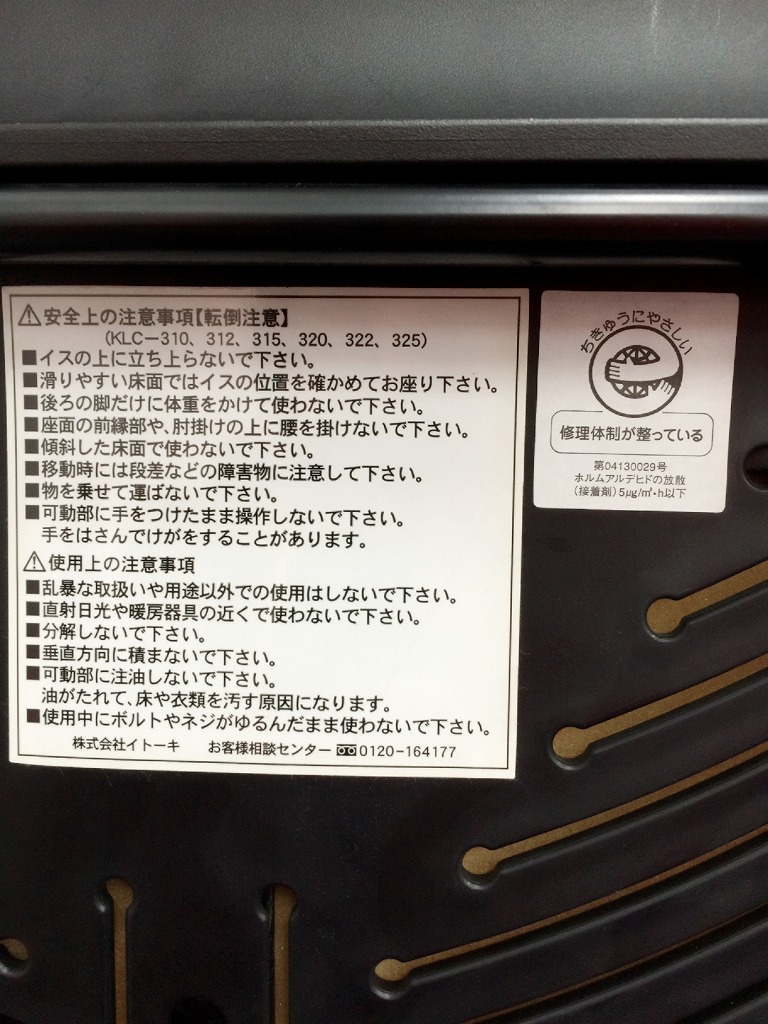 ⚠安全上の注意事項【転倒注意】
（KLC−310、312、315、320、322、325）
■イスの上に立ち上らないで下さい。
■滑りやすい床面ではイスの位置を確かめてお座り下さい。
■後ろの脚だけに体重をかけて使わないで下さい。
■座面の前縁部や、肘掛けの上に腰を掛けないで下さい。
■傾斜した床面で使わないで下さい。
■移動時には段差などの障害物に注意して下さい。
■物を乗せて運ばないで下さい。
■可動部に手をつけたまま操作しないで下さい。
手をはさんでけがをすることがあります。
⚠使用上の注意事項
■乱暴な取扱いや用途以外での使用はしないで下さい。
■直射日光や暖房器具の近くで使わないで下さい。
■分解しないで下さい。
■垂直方向に積まないで下さい。
■可動部に注油しないで下さい。
油がたれて、床や衣類を汚す原因になります。
■使用中にボルトやネジがゆるんだまま使わないで下さい。
株式会社イトーキ　お客様相談センター 0120−164177
ちきゅうにやさしい
修理体制が整っている
第04130029号
ホルムアルデヒドの放散
（接着剤）5μg/㎡・h以下